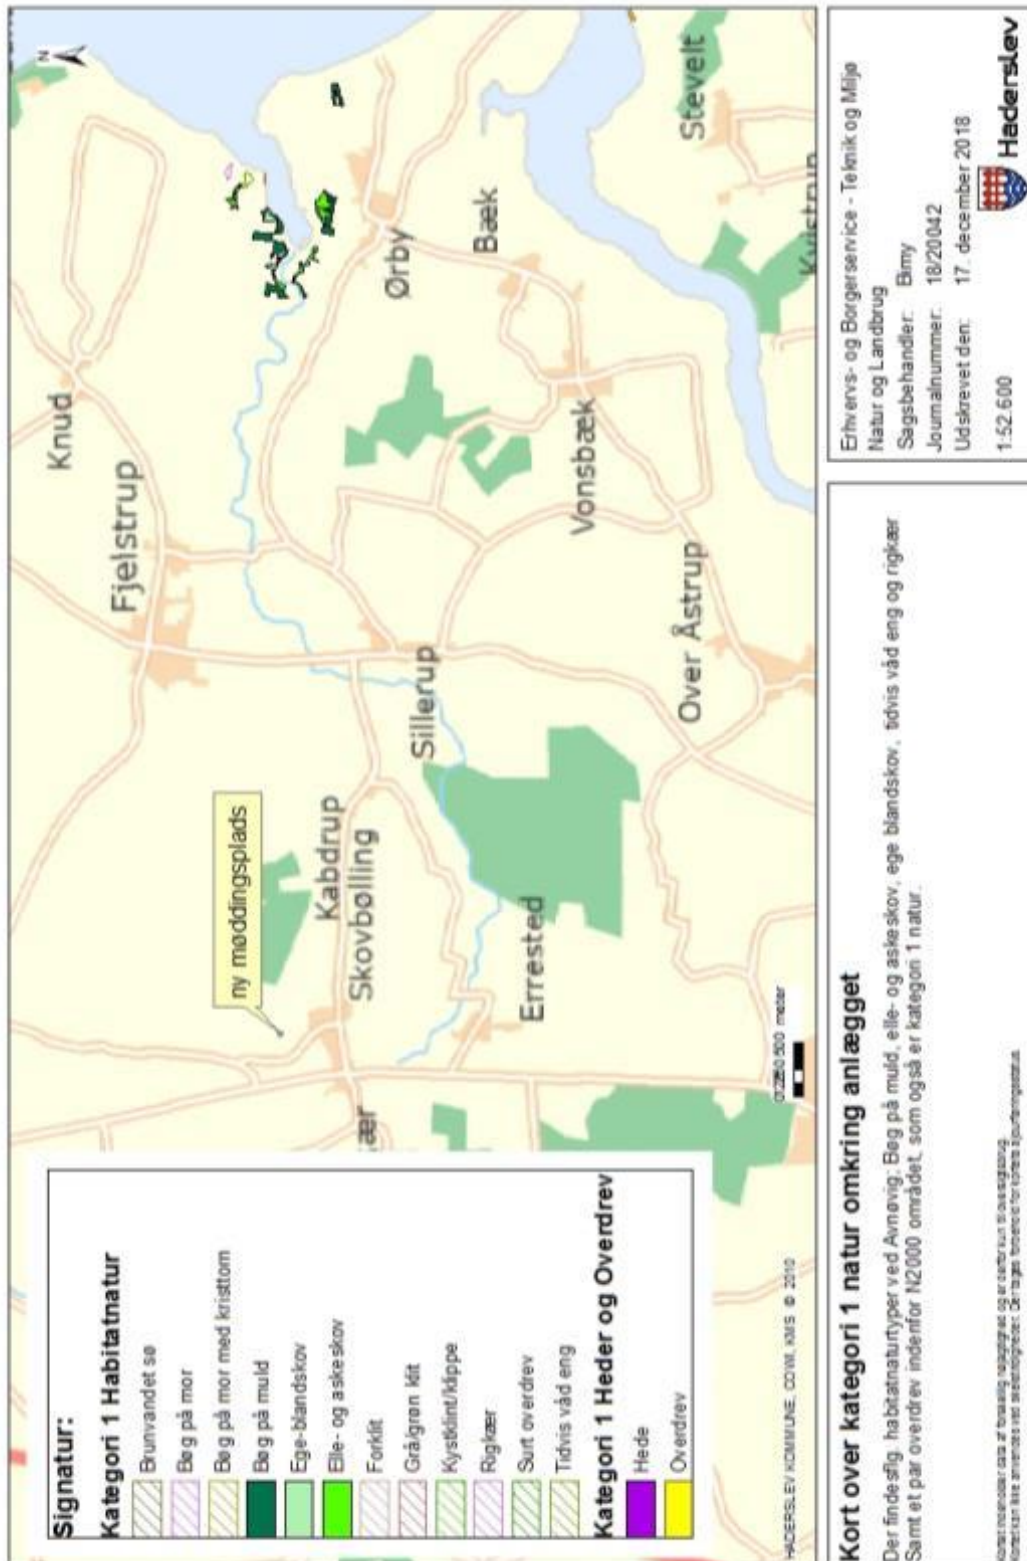 Signatur:
Kategori 1 Habitatnatur
Brunvandet sø
Bøg på mor
Bøg på mor med kristtorn
Bøg på muld
Ege-blandskov
Elle- og askeskov
Forklit
Grågrøn klit
Kystklint/klippe
Rigkær
Surt overdrev
Tidvis våd eng
Kategori 1 Heder og Overdrev
Hede
Overdrev
HADERSLEV KOMMUNE, COWI, KMS © 2010
500 meter
ny møddingsplads
Kabdrup
Skovbølling
Errested
Sillerup
Fjelstrup
Knud
Over Åstrup
Vonsbæk
Ørby
Bæk
Stevelt
Kvistrup
ær
N
Kort over kategori 1 natur omkring anlægget
Der findes flg. habitatnaturtyper ved Avnøvig; Bøg på muld, elle- og askeskov, ege blandskov, tidvis våd eng og rigkær
Samt et par overdrev indenfor N2000 området, som også er kategori 1 natur.
Erhvervs- og Borgerservice - Teknik og Miljø
Natur og Landbrug
Sagsbehandler: Bimy
Journalnummer: 18/20042
Udskrevet den: 17. december 2018
1:52.600
Haderslev